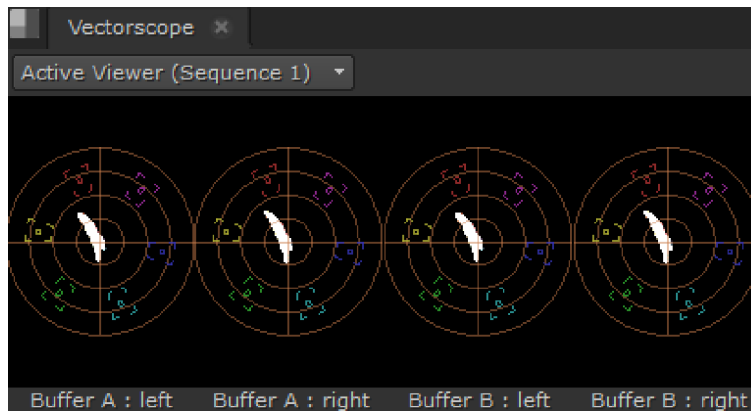 Vectorscope
Active Viewer (Sequence 1)
Buffer A : left Buffer A : right Buffer B : left Buffer B : right